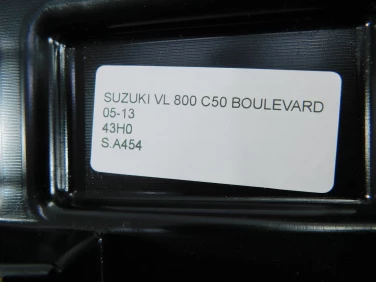 SUZUKI VL 800 C50 BOULEVARD
05-13
43H0
S.A454